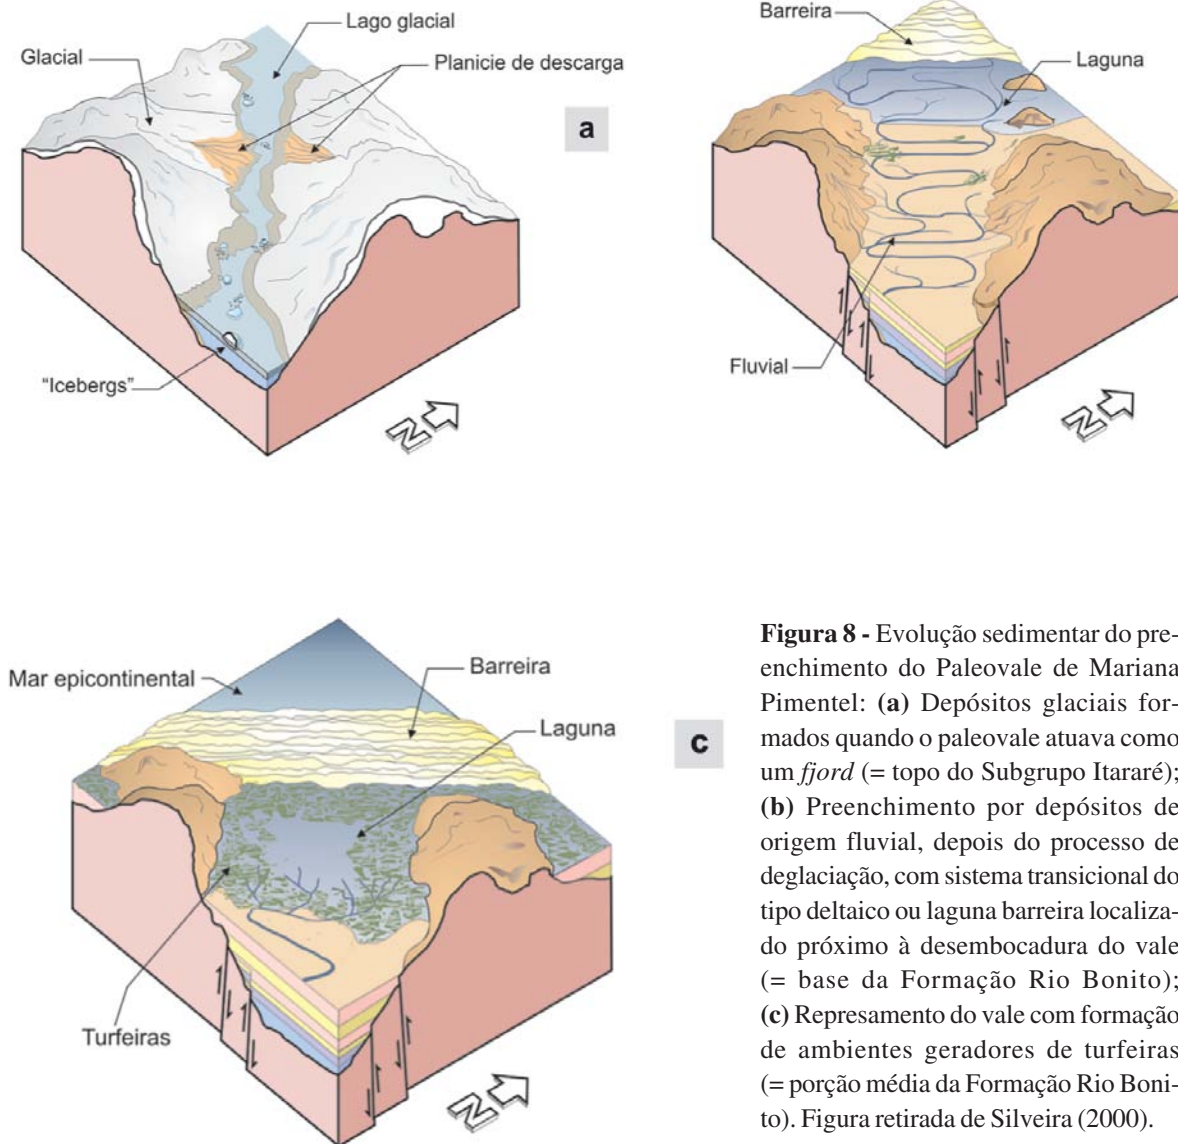 Lago glacial
Glacial
Planicie de descarga
a
"Icebergs"
N
Barreira
Laguna
Fluvial
N
Mar epicontinental
Barreira
Laguna
c
Turfeiras
N
Figura 8 - Evolução sedimentar do pre-
enchimento do Paleovale de Mariana
Pimentel: (a) Depósitos glaciais for-
mados quando o paleovale atuava como
um fjord (= topo do Subgrupo Itararé);
(b) Preenchimento por depósitos de
origem fluvial, depois do processo de
deglaciação, com sistema transicional do
tipo deltaico ou laguna barreira localiza-
do próximo à desembocadura do vale
(= base da Formação Rio Bonito);
(c) Represamento do vale com formação
de ambientes geradores de turfeiras
(= porção média da Formação Rio Boni-
to). Figura retirada de Silveira (2000).